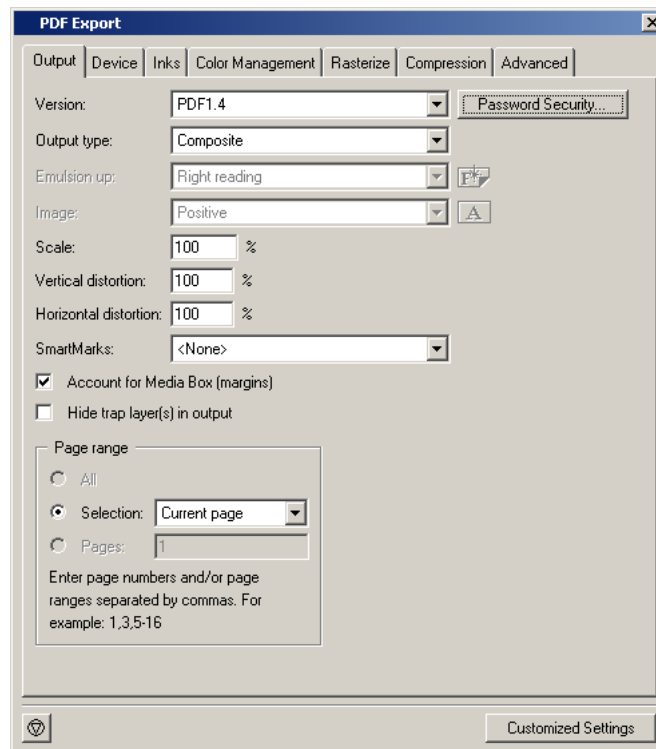 PDF Export
Output Device Inks Color Management Rasterize Compression Advanced
Version: PDF1.4 Password Security...
Output type: Composite
Emulsion up: Right reading F
Image: Positive A
Scale: 100 %
Vertical distortion: 100 %
Horizontal distortion: 100 %
SmartMarks: <None>
Account for Media Box (margins)
Hide trap layer(s) in output
Page range
All
Selection: Current page
Pages: 1
Enter page numbers and/or page
ranges separated by commas. For
example: 1,3,5-16
Customized Settings